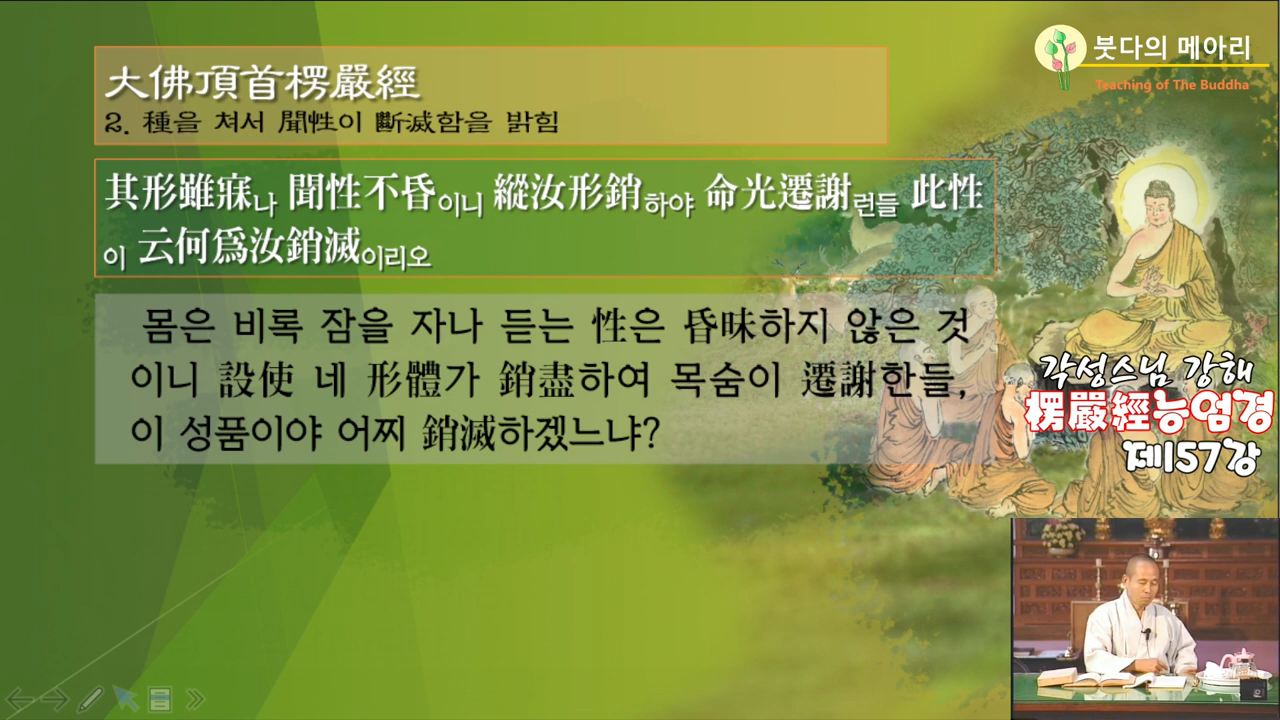 붓다의 메아리
Teaching of The Buddha
大佛頂首楞嚴經
2. 種을 쳐서 聞性이 斷滅함을 밝힘
其形雖寐나 聞性不昏이니 縱汝形銷하야 命光遷謝런들 此性
이 云何爲汝銷滅이리오
몸은 비록 잠을 자나 듣는 性은 昏昧하지 않은 것
이니 設使 네 形體가 銷盡하여 목숨이 遷謝한들,
이 성품이야 어찌 銷滅하겠느냐?
각성스님 강해
楞嚴經능엄경
제157강